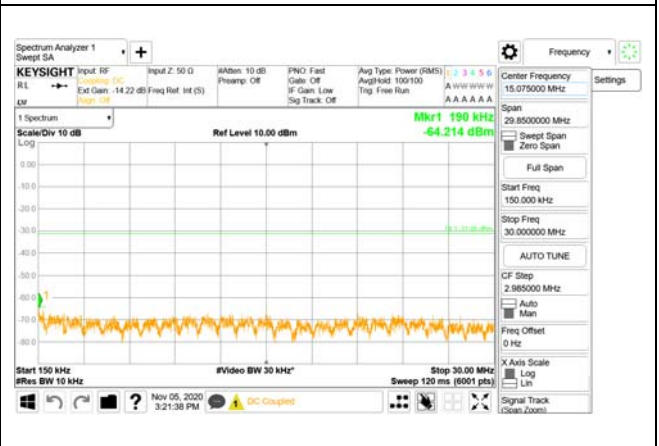 Spectrum Analyzer 1
Swept SA
+
Frequency
KEYSIGHT
RL
Input: RF
Coupling: DC
Ext Gain: -14.22 dB
Align: Off
Input Z: 50 Ω
Freq Ref: Int (S)
#Atten: 10 dB
Preamp: Off
PNO: Fast
Gate: Off
IF Gain: Low
Sig Track: Off
Avg Type: Power (RMS)
Avg|Hold: 100/100
Trig: Free Run
1 2 3 4 5 6
A W W W W W
A A A A A A
1 Spectrum
Scale/Div 10 dB
Log
Ref Level 10.00 dBm
Mkr1 190 kHz
-64.214 dBm
0.00
-10.0
-20.0
-30.0
-40.0
-50.0
-60.0
-70.0
-80.0
1
Start 150 kHz
#Res BW 10 kHz
#Video BW 30 kHz*
Stop 30.00 MHz
Sweep 120 ms (6001 pts)
Center Frequency
15.075000 MHz
Settings
Span
29.8500000 MHz
Swept Span
Zero Span
Full Span
Start Freq
150.000 kHz
Stop Freq
30.000000 MHz
AUTO TUNE
CF Step
2.985000 MHz
Auto
Man
Freq Offset
0 Hz
X Axis Scale
Log
Lin
Signal Track
(Span Zoom)
?
Nov 05, 2020
3:21:38 PM
1
DC Coupled